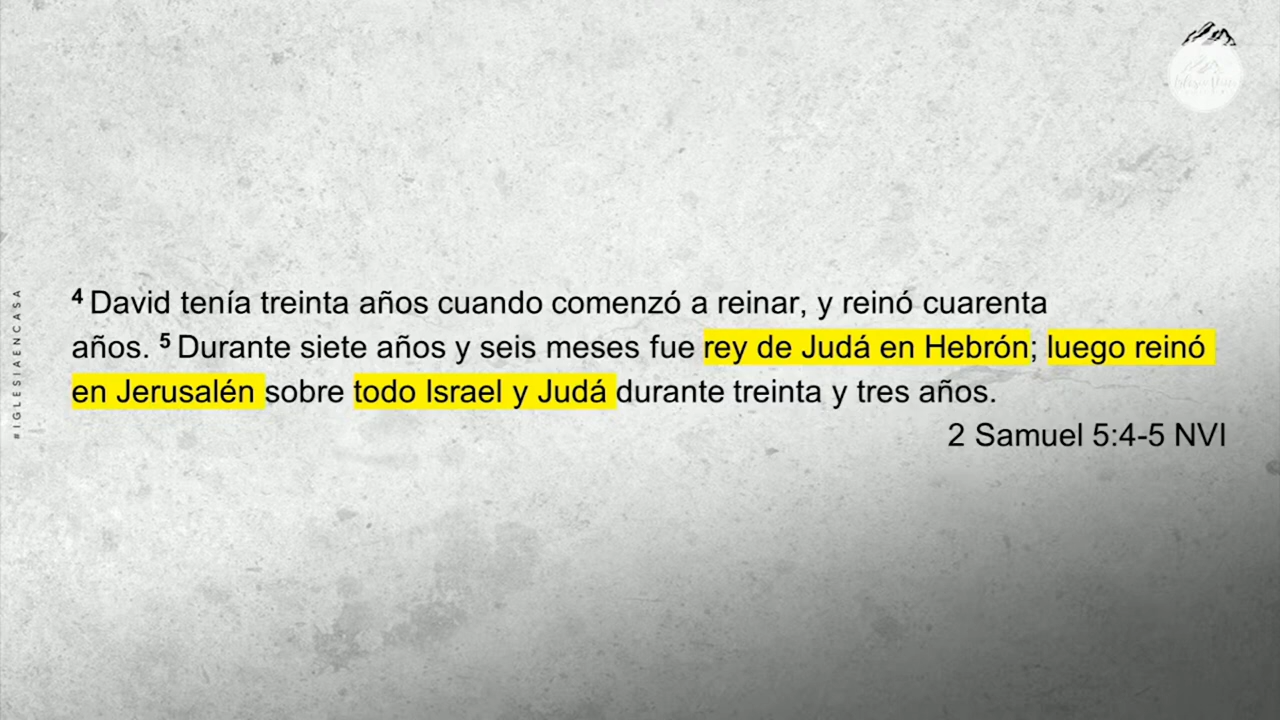 #IGLESIAENCASA
4 David tenía treinta años cuando comenzó a reinar, y reinó cuarenta
años. 5 Durante siete años y seis meses fue rey de Judá en Hebrón; luego reinó
en Jerusalén sobre todo Israel y Judá durante treinta y tres años.
2 Samuel 5:4-5 NVI